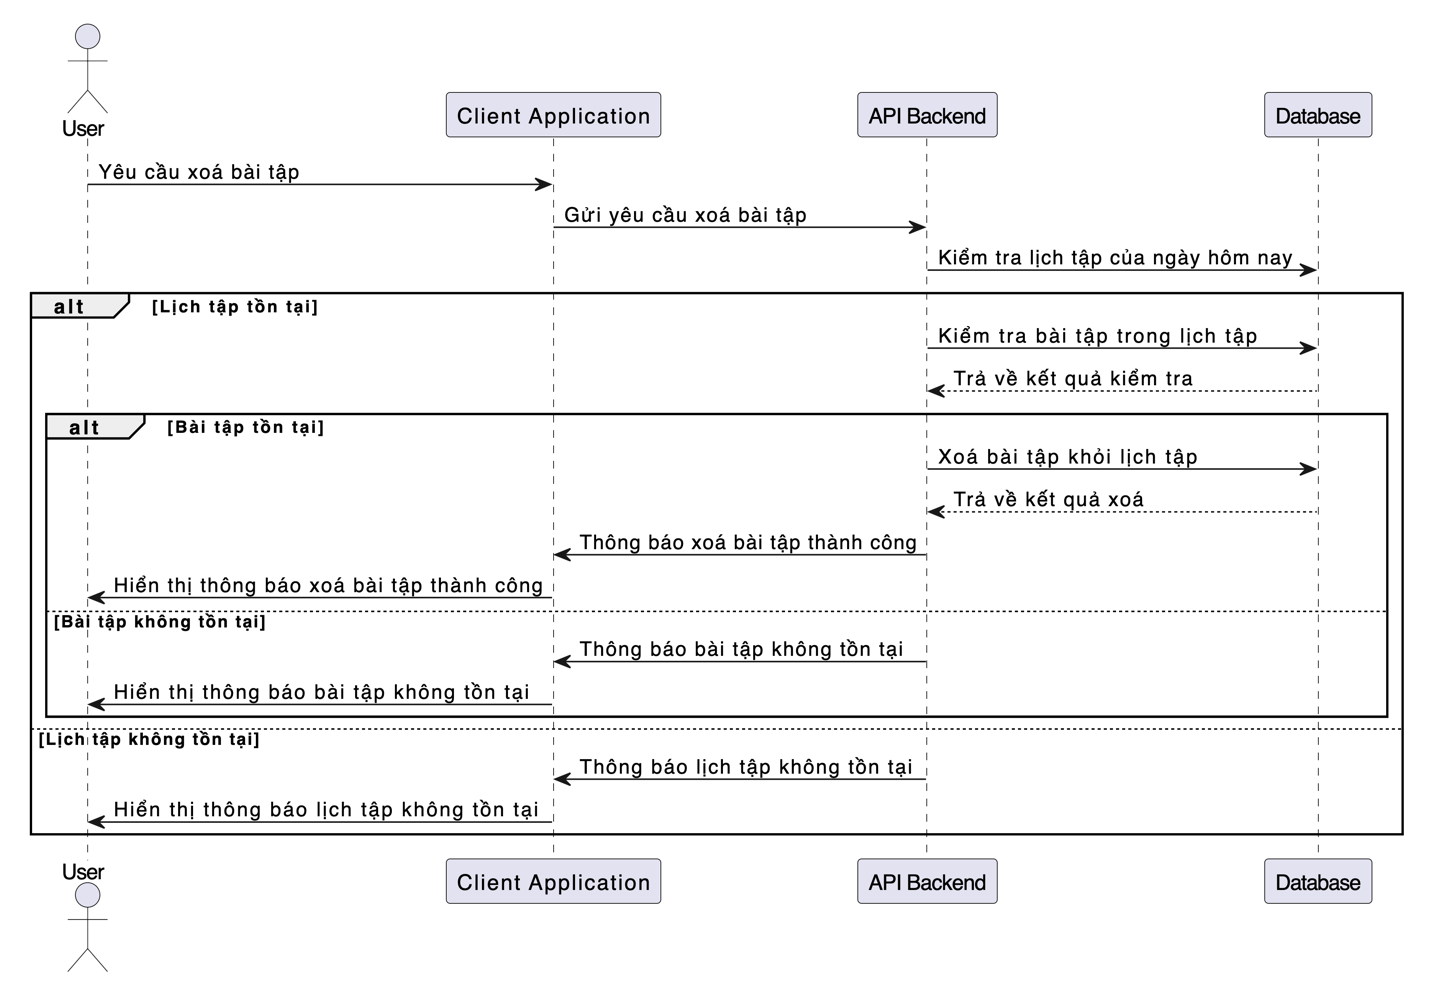 User
Client Application
API Backend
Database
Yêu cầu xoá bài tập
Gửi yêu cầu xoá bài tập
Kiểm tra lịch tập của ngày hôm nay
alt [Lịch tập tồn tại]
Kiểm tra bài tập trong lịch tập
Trả về kết quả kiểm tra
alt [Bài tập tồn tại]
Xoá bài tập khỏi lịch tập
Trả về kết quả xoá
Thông báo xoá bài tập thành công
Hiển thị thông báo xoá bài tập thành công
[Bài tập không tồn tại]
Thông báo bài tập không tồn tại
Hiển thị thông báo bài tập không tồn tại
[Lịch tập không tồn tại]
Thông báo lịch tập không tồn tại
Hiển thị thông báo lịch tập không tồn tại
User
Client Application
API Backend
Database